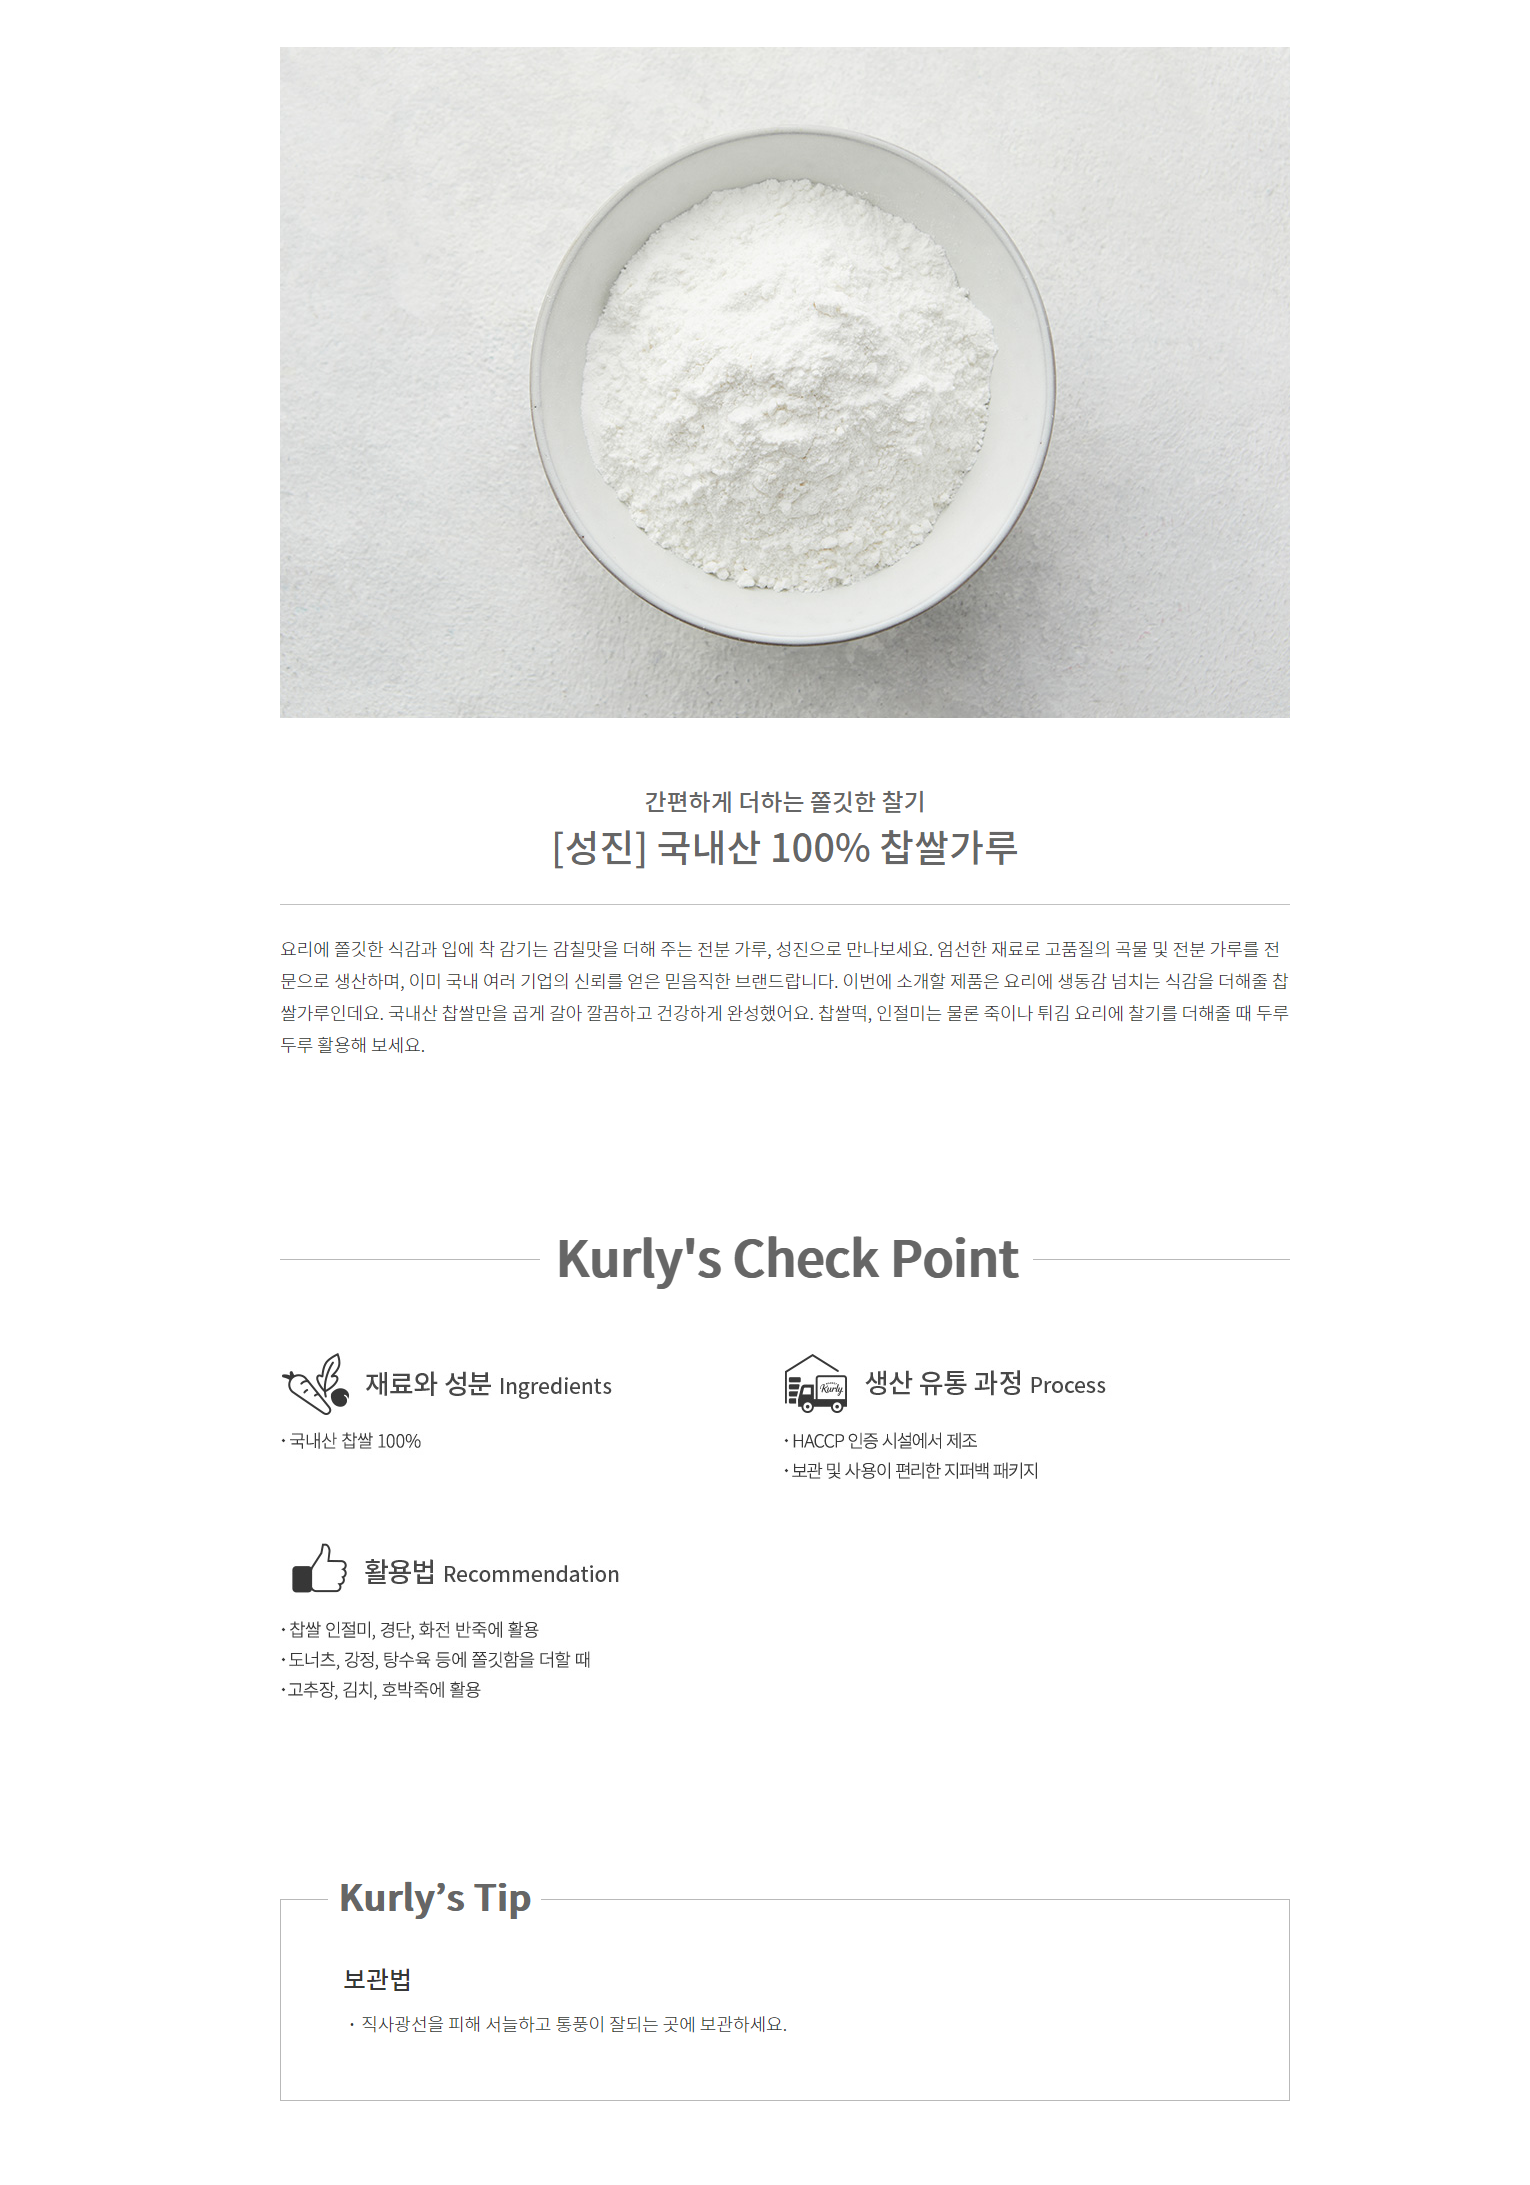 간편하게 더하는 쫄깃한 찰기
[성진] 국내산 100% 찹쌀가루
요리에 쫄깃한 식감과 입에 착 감기는 감칠맛을 더해 주는 전분 가루, 성진으로 만나보세요. 엄선한 재료로 고품질의 곡물 및 전분 가루를 전
문으로 생산하며, 이미 국내 여러 기업의 신뢰를 얻은 믿음직한 브랜드랍니다. 이번에 소개할 제품은 요리에 생동감 넘치는 식감을 더해줄 찹
쌀가루인데요. 국내산 찹쌀만을 곱게 갈아 깔끔하고 건강하게 완성했어요. 찹쌀떡, 인절미는 물론 죽이나 튀김 요리에 찰기를 더해줄 때 두루
두루 활용해 보세요.
Kurly's Check Point
재료와 성분 Ingredients
· 국내산 찹쌀 100%
Kurly
생산 유통 과정 Process
· HACCP 인증 시설에서 제조
· 보관 및 사용이 편리한 지퍼백 패키지
활용법 Recommendation
· 찹쌀 인절미, 경단, 화전 반죽에 활용
· 도너츠, 강정, 탕수육 등에 쫄깃함을 더할 때
· 고추장, 김치, 호박죽에 활용
Kurly’s Tip
보관법
· 직사광선을 피해 서늘하고 통풍이 잘되는 곳에 보관하세요.